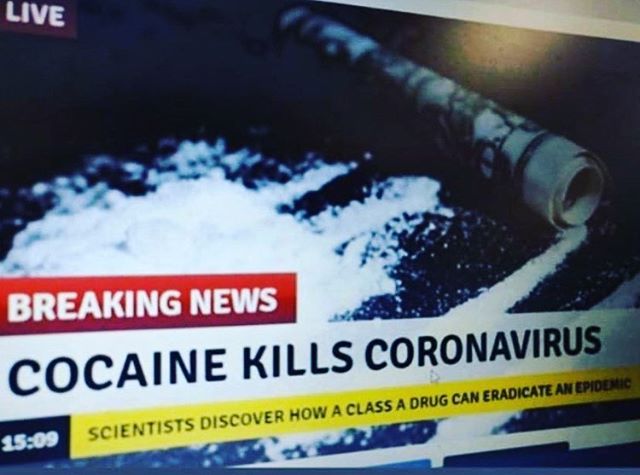 LIVE
BREAKING NEWS
COCAINE KILLS CORONAVIRUS
15:09
SCIENTISTS DISCOVER HOW A CLASS A DRUG CAN ERADICATE AN EPIDEMIC